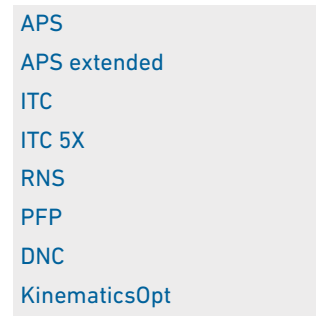 APS
APS extended
ITC
ITC 5X
RNS
PFP
DNC
KinematicsOpt